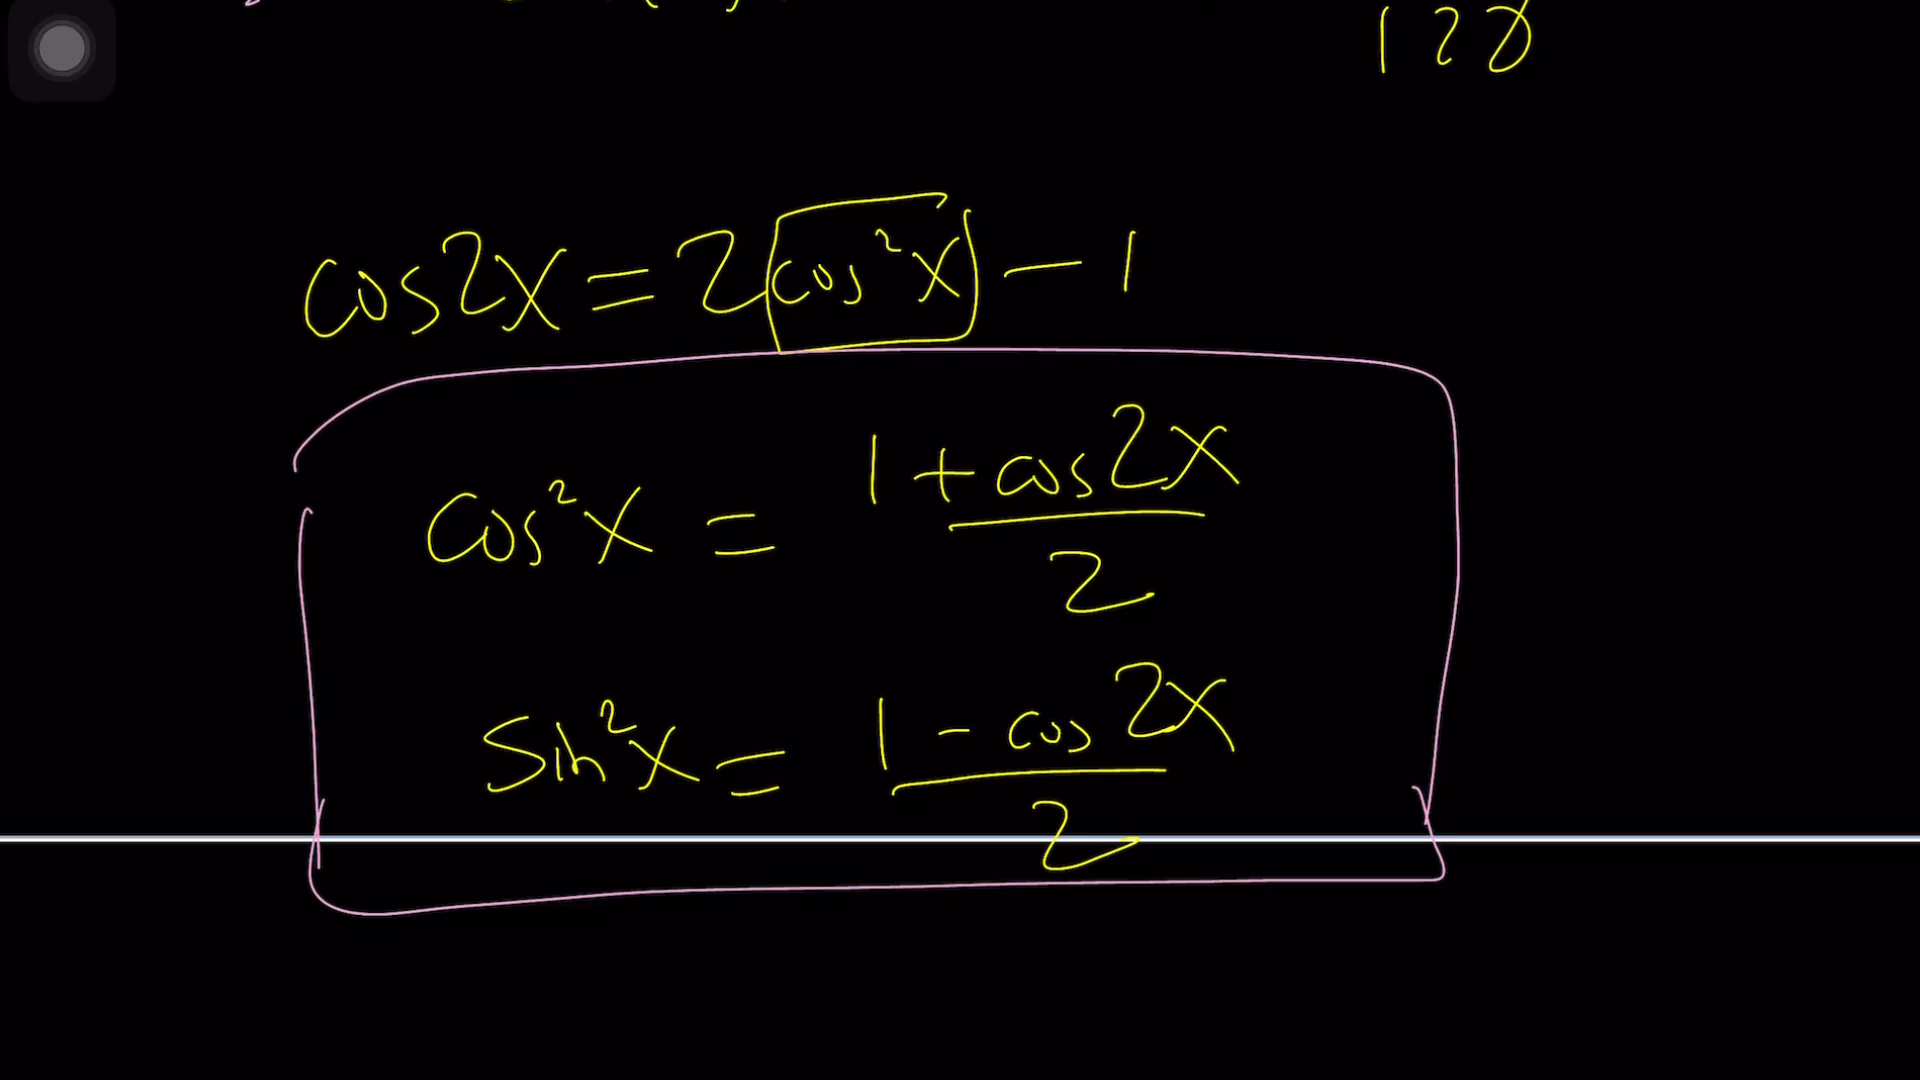 128
cos2x = 2cos²x - 1
cos²x = (1 + cos2x)/2
sin²x = (1 - cos2x)/2